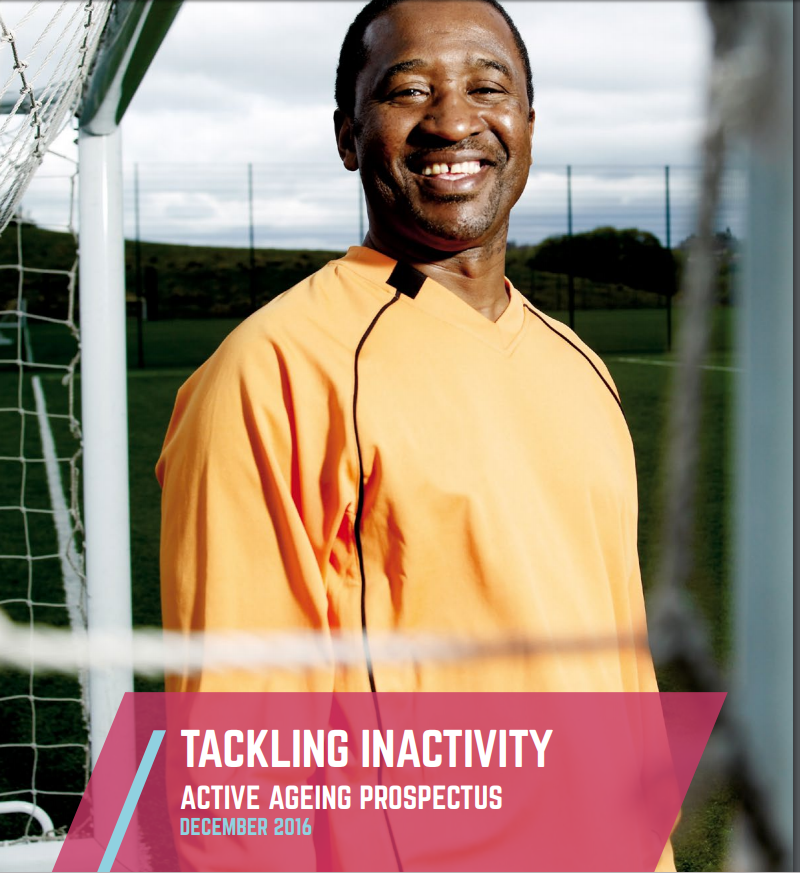 TACKLING INACTIVITY
ACTIVE AGEING PROSPECTUS
DECEMBER 2016